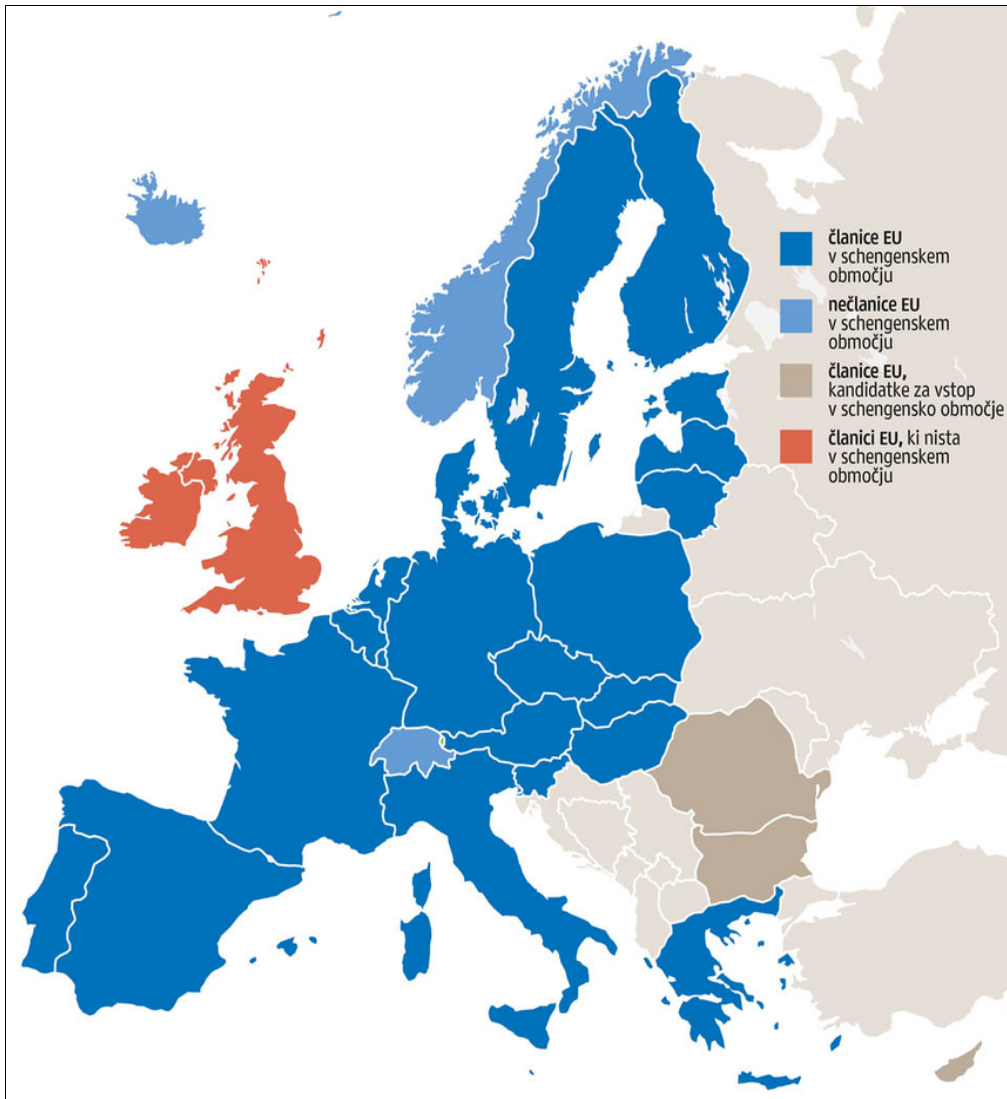 članice EU
v schengenskem
območju
nečlanice EU
v schengenskem
območju
članice EU,
kandidatke za vstop
v schengensko območje
članici EU, ki nista
v schengenskem
območju